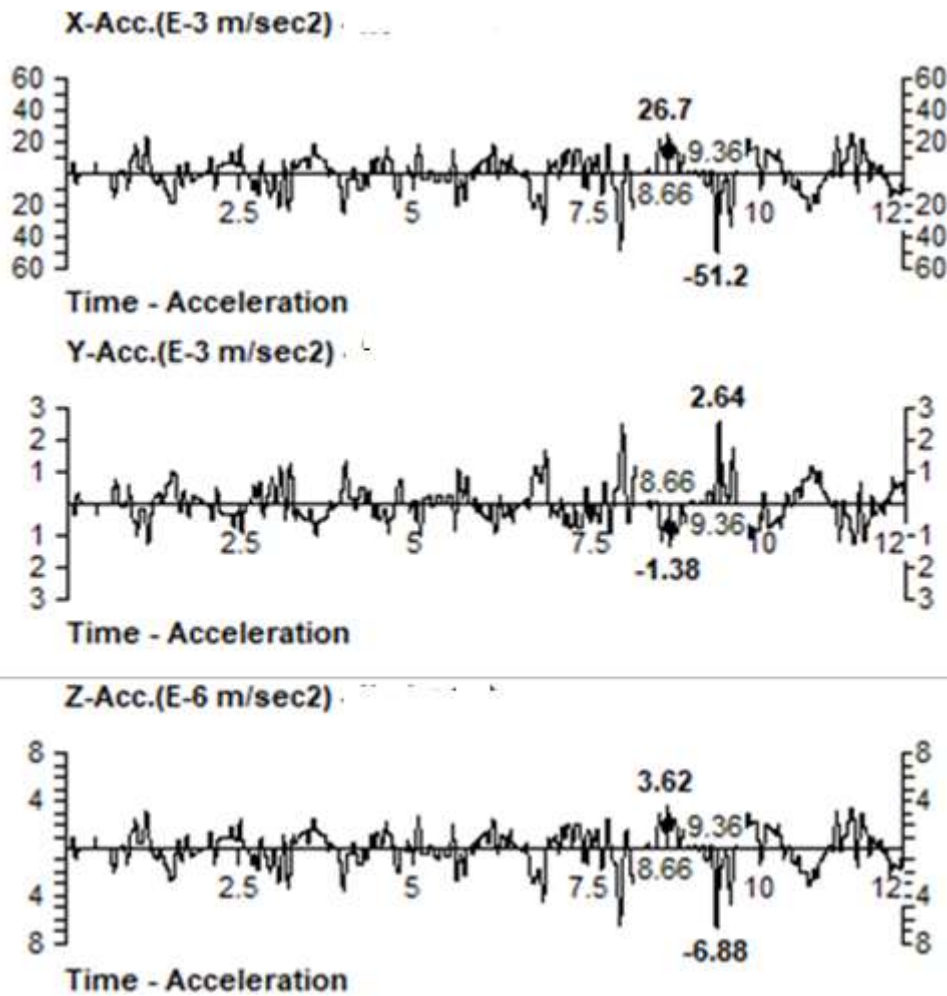 X-Acc.(E-3 m/sec2)
60 60
40 26.7 40
20 9.36 20
20 2.5 5 7.5 8.66 10 12 20
40 40
60 -51.2 60
Time - Acceleration
Y-Acc.(E-3 m/sec2)
3 2.64 3
2 2
1 8.66 1
1 2.5 5 7.5 9.36 10 12 1
2 -1.38 2
3 3
Time - Acceleration
Z-Acc.(E-6 m/sec2)
8 8
4 3.62 4
9.36
2.5 5 7.5 8.66 10 12
4 4
8 -6.88 8
Time - Acceleration